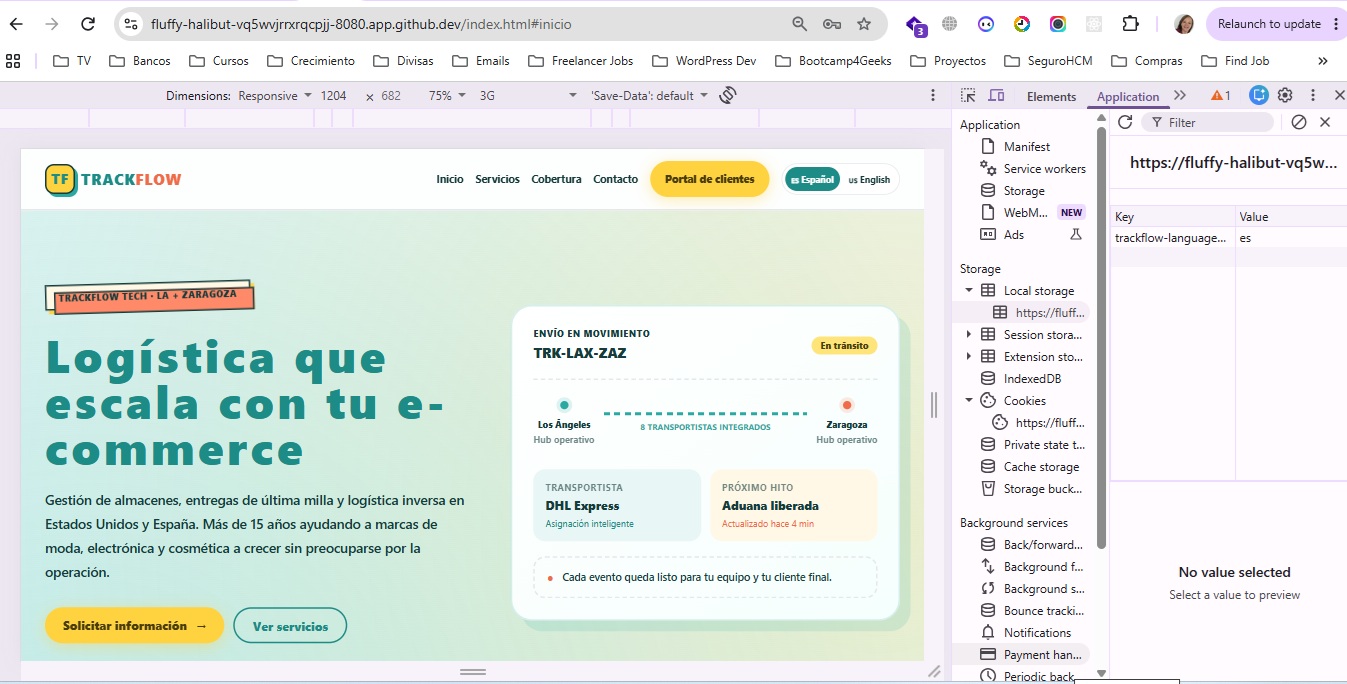 fluffy-halibut-vq5wvjrrxrqcpjj-8080.app.github.dev/index.html#inicio
3
Relaunch to update
TV Bancos Cursos Crecimiento Divisas Emails Freelancer Jobs WordPress Dev Bootcamp4Geeks Proyectos SeguroHCM Compras Find Job »
Dimensions: Responsive 1204 × 682 75% 3G 'Save-Data': default
Elements Application 1
TF TRACKFLOW
Inicio Servicios Cobertura Contacto Portal de clientes ES Español US English
TRACKFLOW TECH · LA + ZARAGOZA
Logística que
escala con tu e-
commerce
Gestión de almacenes, entregas de última milla y logística inversa en
Estados Unidos y España. Más de 15 años ayudando a marcas de
moda, electrónica y cosmética a crecer sin preocuparse por la
operación.
Solicitar información →
Ver servicios
ENVÍO EN MOVIMIENTO
TRK-LAX-ZAZ
En tránsito
Los Ángeles
Hub operativo
8 TRANSPORTISTAS INTEGRADOS
Zaragoza
Hub operativo
TRANSPORTISTA
DHL Express
Asignación inteligente
PRÓXIMO HITO
Aduana liberada
Actualizado hace 4 min
Cada evento queda listo para tu equipo y tu cliente final.
Application
Manifest
Service workers
Storage
WebM... NEW
Ads
Storage
Local storage
https://fluff...
Session stora...
Extension sto...
IndexedDB
Cookies
https://fluff...
Private state t...
Cache storage
Storage buck...
Background services
Back/forward...
Background f...
Background s...
Bounce tracki...
Notifications
Payment han...
Periodic back
Filter
https://fluffy-halibut-vq5w...
Key Value
trackflow-language... es
No value selected
Select a value to preview